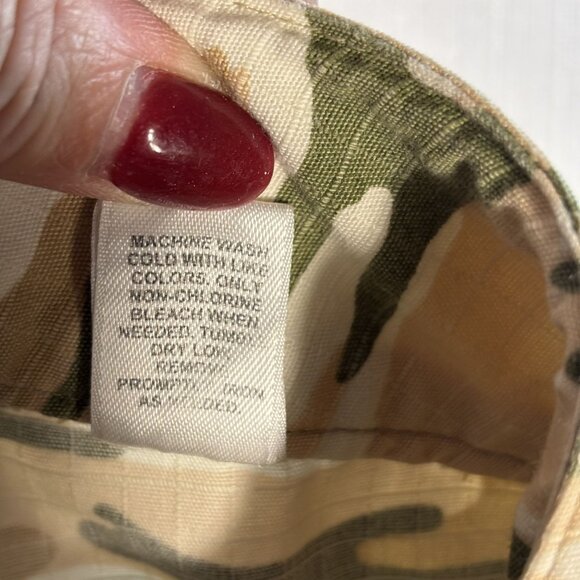 MACHINE WASH
COLD WITH LIKE
COLORS. ONLY
NON-CHLORINE
BLEACH WHEN
NEEDED. TUMBLE
DRY LOW.
REMOVE
PROMPTLY. IRON
AS NEEDED.